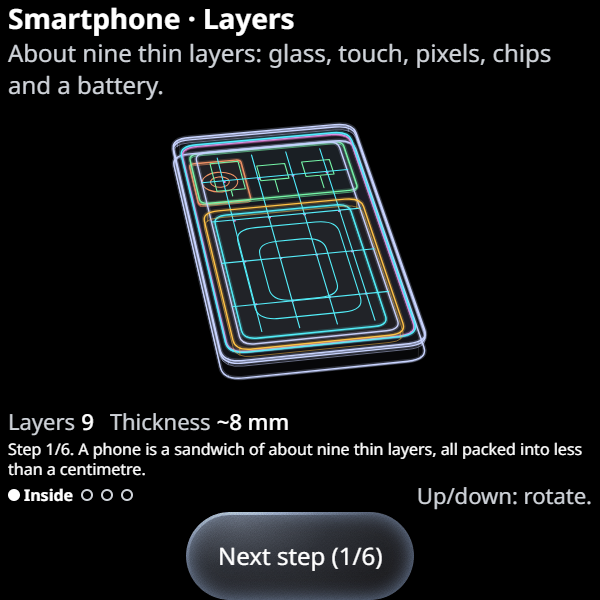 Smartphone · Layers
About nine thin layers: glass, touch, pixels, chips
and a battery.
Layers 9 Thickness ~8 mm
Step 1/6. A phone is a sandwich of about nine thin layers, all packed into less
than a centimetre.
Inside
Up/down: rotate.
Next step (1/6)